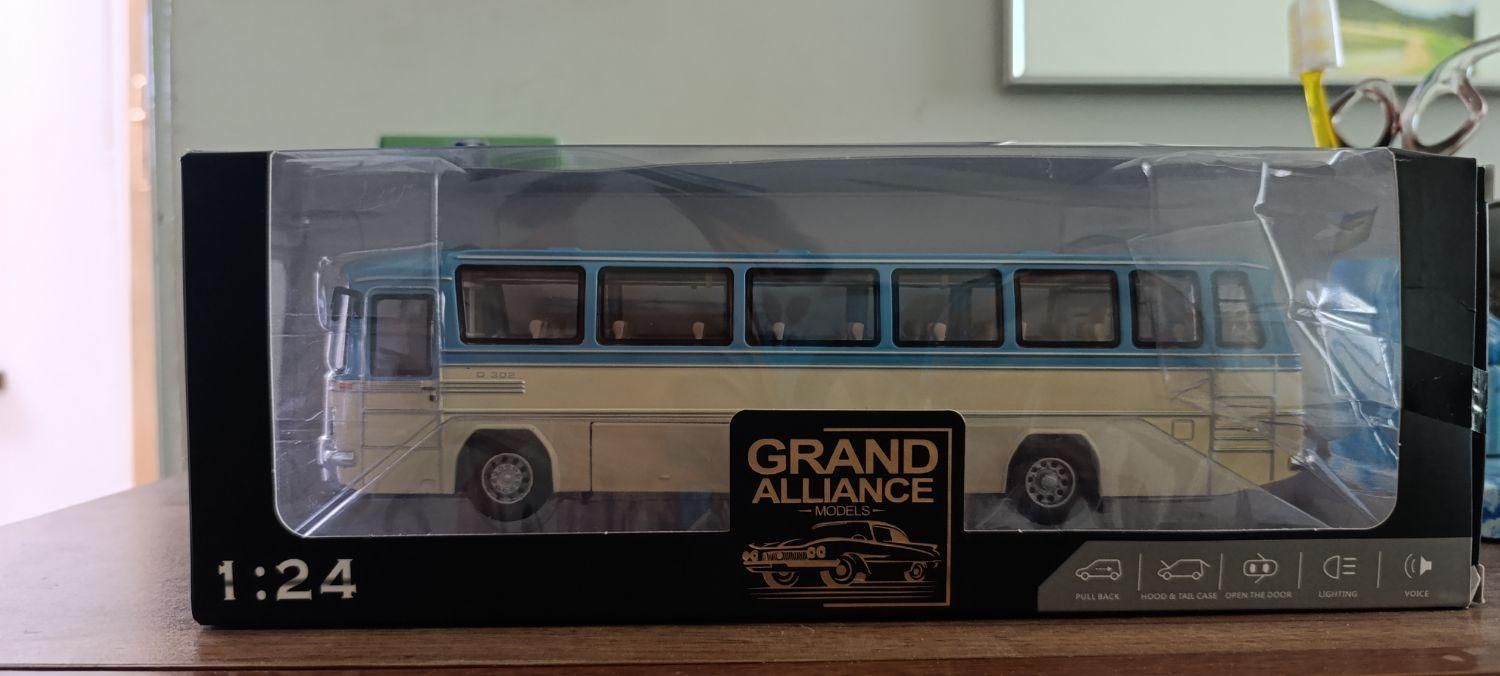 O 302
GRAND
ALLIANCE
MODELS
1:24
PULL BACK
HOOD & TAIL CASE
OPEN THE DOOR
LIGHTING
VOICE